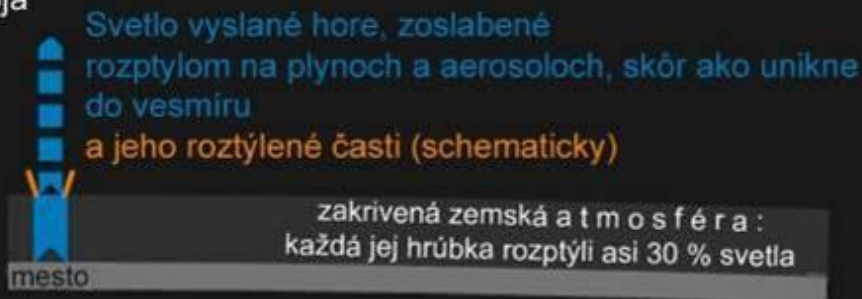 Svetlo vyslané hore, zoslabené
rozptylom na plynoch a aerosoloch, skôr ako unikne
do vesmíru
a jeho roztýlené časti (schematicky)
zakrivená zemská a t m o s f é r a :
každá jej hrúbka rozptýli asi 30 % svetla
mesto